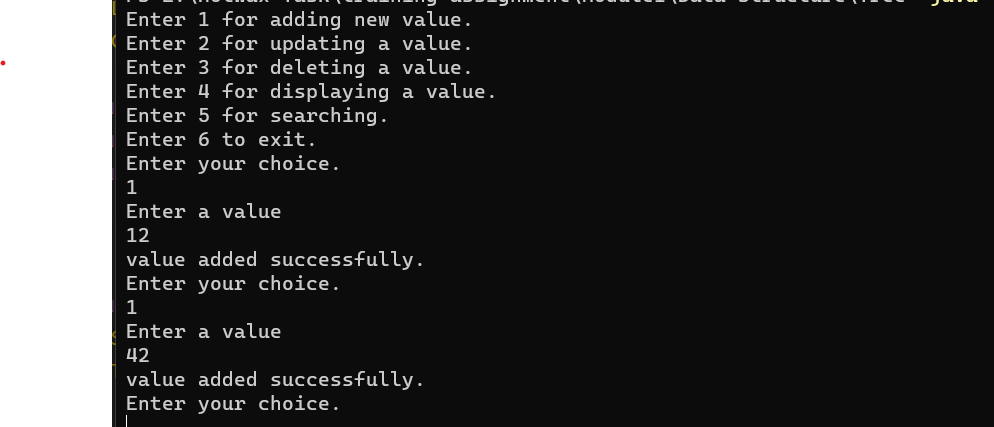 Enter 1 for adding new value.
Enter 2 for updating a value.
Enter 3 for deleting a value.
Enter 4 for displaying a value.
Enter 5 for searching.
Enter 6 to exit.
Enter your choice.
1
Enter a value
12
value added successfully.
Enter your choice.
1
Enter a value
42
value added successfully.
Enter your choice.